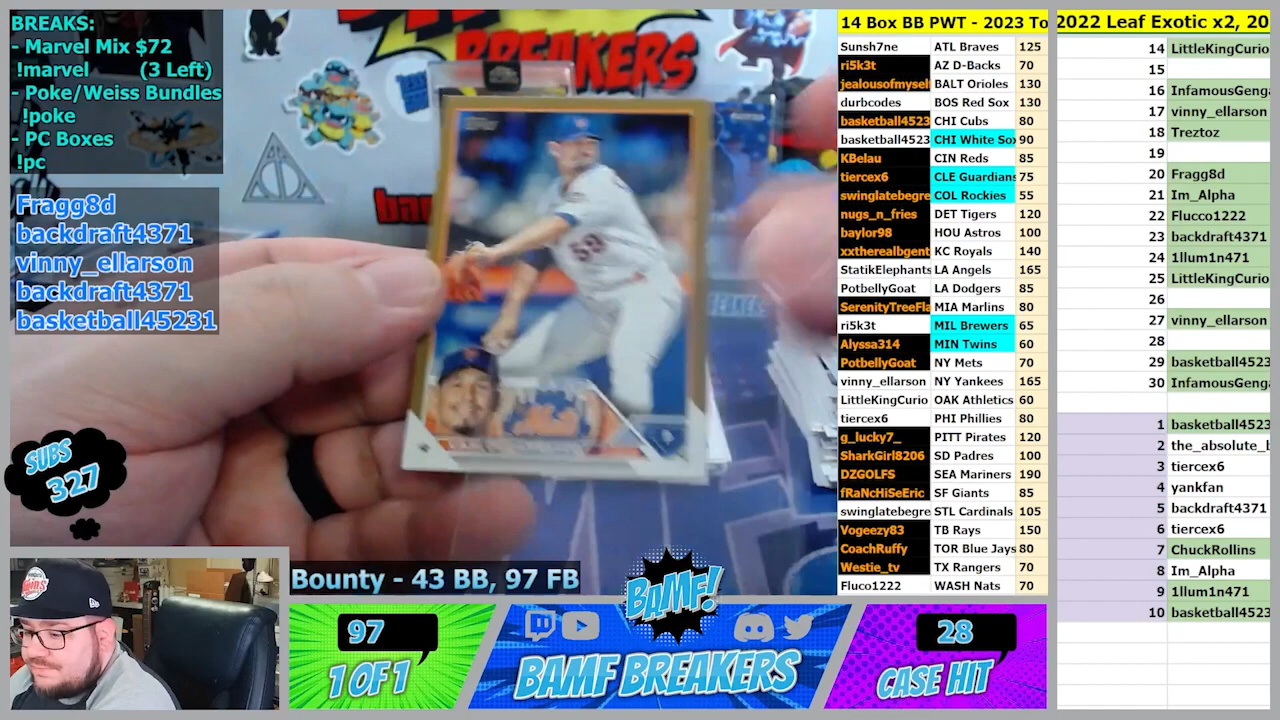 BREAKS:
- Marvel Mix $72
!marvel (3 Left)
- Poke/Weiss Bundles
!poke
- PC Boxes
!pc
Fragg8d
backdraft4371
vinny_ellarson
backdraft4371
basketball45231
SUBS
327
BREAKERS
59
Bounty - 43 BB, 97 FB
97
1 OF 1
BAMF!
BAMF BREAKERS
28
CASE HIT
14 Box BB PWT - 2023 To
Sunsh7ne ATL Braves 125
ri5k3t AZ D-Backs 70
jealousofmysel BALT Orioles 130
durbcodes BOS Red Sox 130
basketball4523 CHI Cubs 80
basketball4523 CHI White Sox 90
KBelau CIN Reds 85
tiercex6 CLE Guardians 75
swinglatebegre COL Rockies 55
nugs_n_fries DET Tigers 120
baylor98 HOU Astros 100
xxtherealbgent KC Royals 140
StatikElephants LA Angels 165
PotbellyGoat LA Dodgers 85
SerenityTreeFla MIA Marlins 80
ri5k3t MIL Brewers 65
Alyssa314 MIN Twins 60
PotbellyGoat NY Mets 70
vinny_ellarson NY Yankees 165
LittleKingCurio OAK Athletics 60
tiercex6 PHI Phillies 80
g_lucky7_ PITT Pirates 120
SharkGirl8206 SD Padres 100
DZGOLFS SEA Mariners 190
fRaNcHiSeEric SF Giants 85
swinglatebegre STL Cardinals 105
Vogeezy83 TB Rays 150
CoachRuffy TOR Blue Jays 80
Westie_tv TX Rangers 70
Fluco1222 WASH Nats 70
2022 Leaf Exotic x2, 20
14 LittleKingCurio
15
16 InfamousGenga
17 vinny_ellarson
18 Treztoz
19
20 Fragg8d
21 Im_Alpha
22 Flucco1222
23 backdraft4371
24 1llum1n471
25 LittleKingCurio
26
27 vinny_ellarson
28
29 basketball4523
30 InfamousGenga
1 basketball4523
2 the_absolute_b
3 tiercex6
4 yankfan
5 backdraft4371
6 tiercex6
7 ChuckRollins
8 Im_Alpha
9 1llum1n471
10 basketball4523